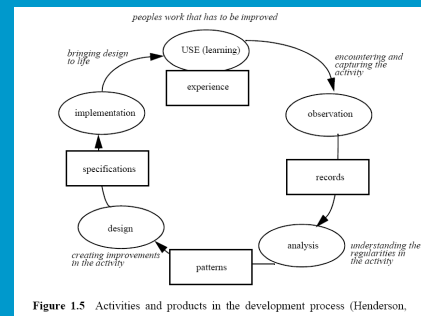 peoples work that has to be improved
USE (learning)
bringing design
to life
encountering and
capturing the
activity
experience
implementation
observation
specifications
records
design
analysis
understanding the
regularities in
the activity
creating improvements
in the activity
patterns
Figure 1.5 Activities and products in the development process (Henderson,